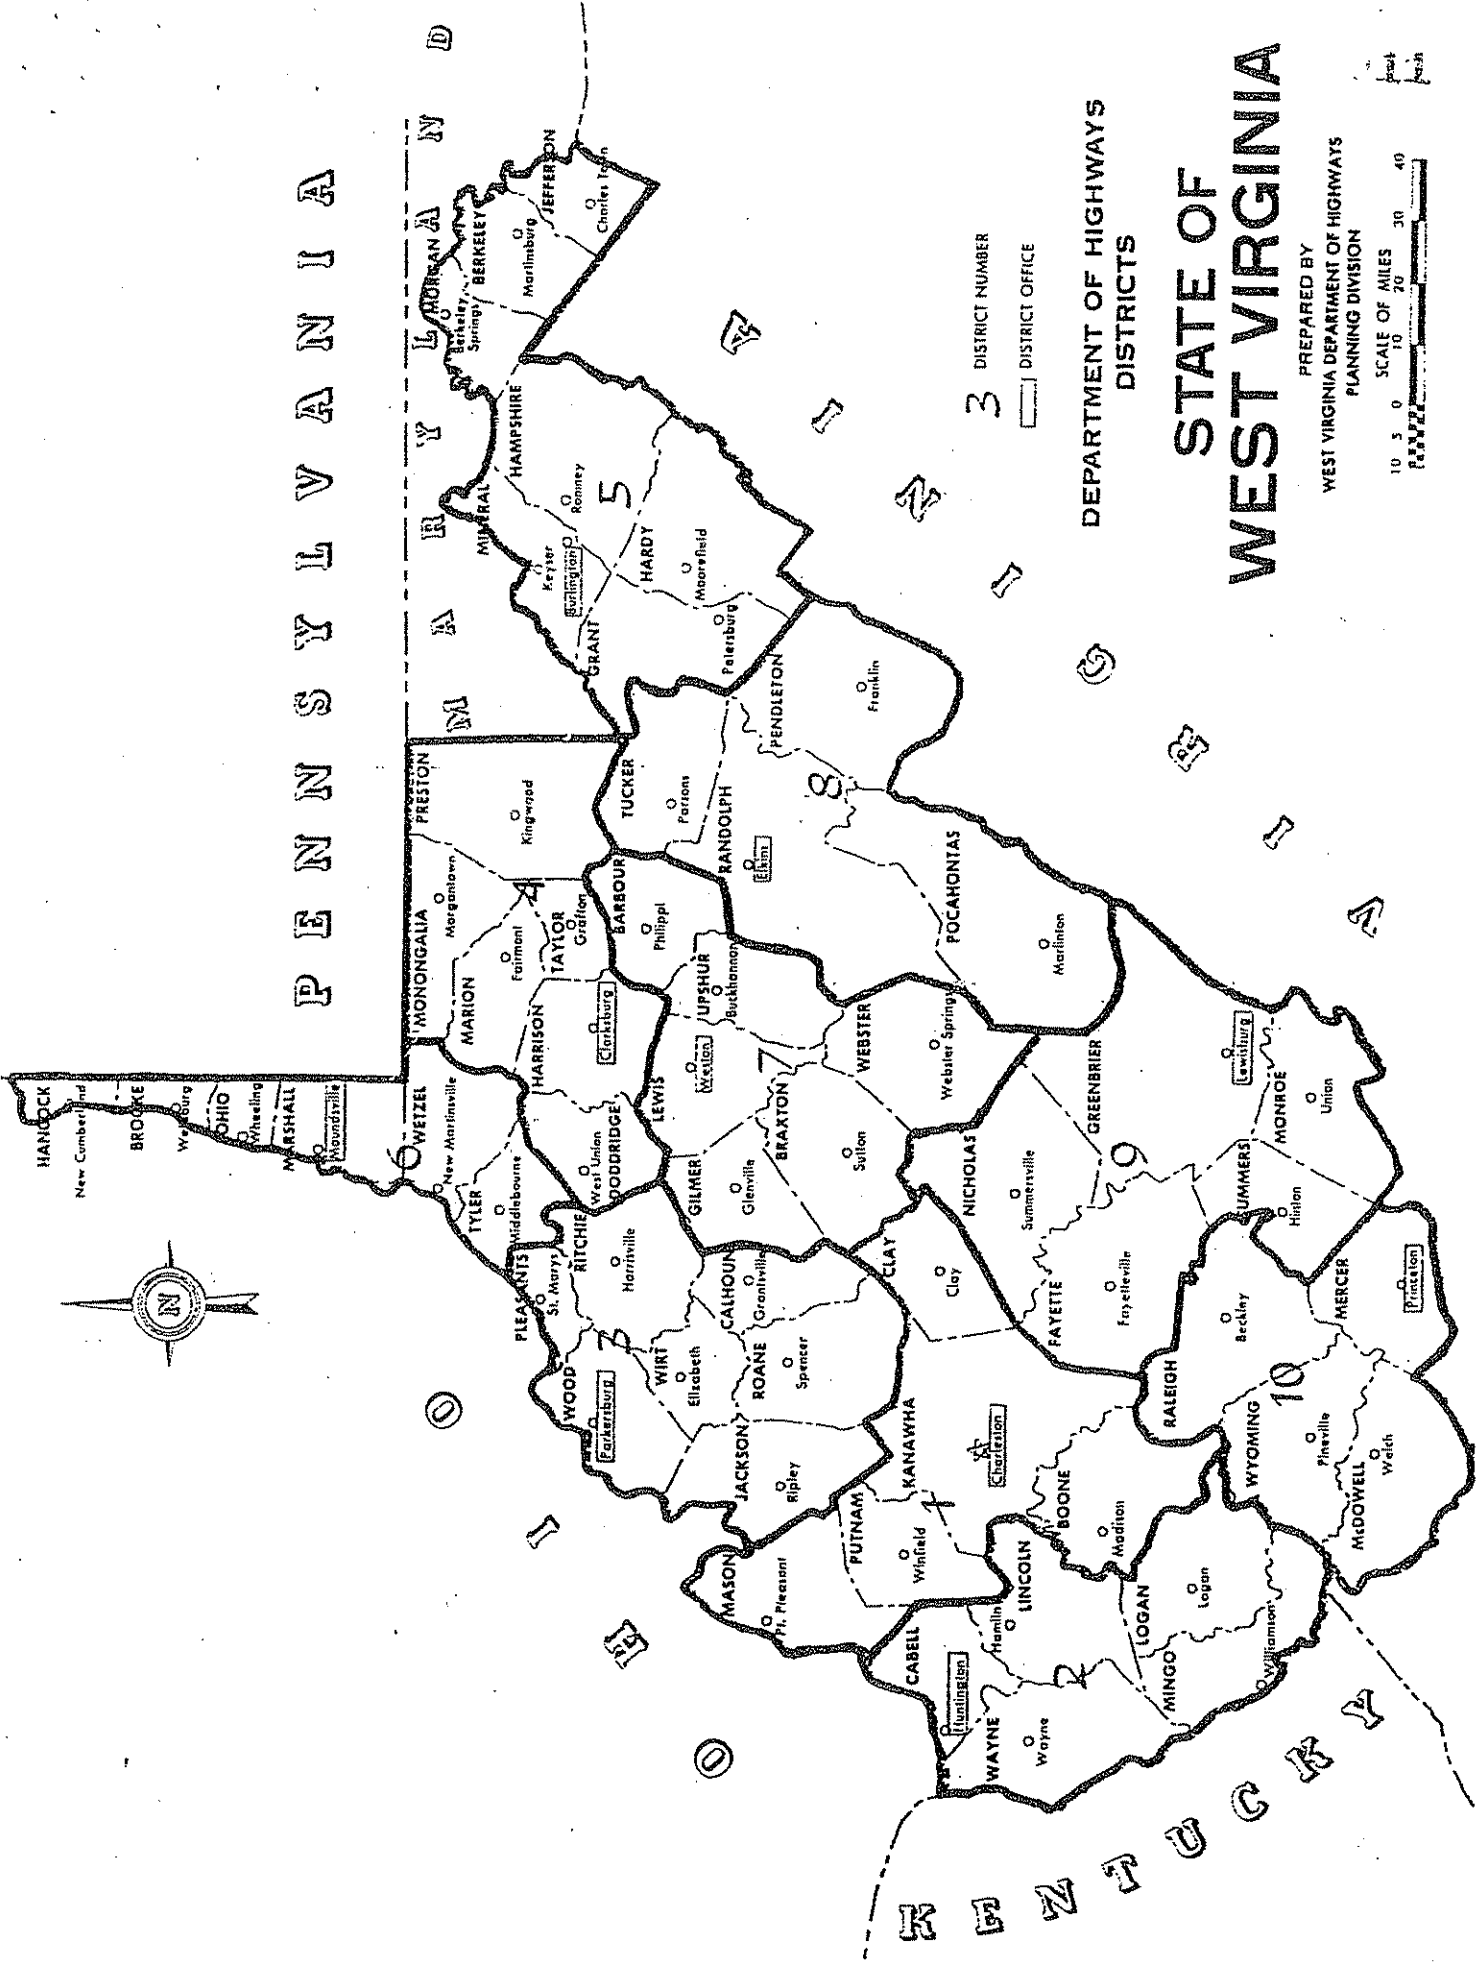 PENNSYLVANIA
MARYLAND
OHIO
KENTUCKY
VIRGINIA
N
HANCOCK
New Cumberland
BROOKE
Wellsburg
OHIO
Wheeling
MARSHALL
Moundsville
6
WETZEL
New Martinsville
TYLER
Middlebourne
PLEASANTS
St. Marys
RITCHIE
Harrisville
WOOD
Parkersburg
3
WIRT
Elizabeth
CALHOUN
Grantsville
ROANE
Spencer
JACKSON
Ripley
MONONGALIA
Morgantown
MARION
Fairmont
PRESTON
Kingwood
4
TAYLOR
Grafton
HARRISON
Clarksburg
DODDRIDGE
West Union
MORGAN
Berkeley
Springs
BERKELEY
Martinsburg
JEFFERSON
Charles Town
HAMPSHIRE
Romney
MINERAL
Keyser
Burlington
5
HARDY
Moorefield
GRANT
Petersburg
TUCKER
Parsons
RANDOLPH
Elkins
PENDLETON
Franklin
8
POCAHONTAS
Marlinton
BARBOUR
Philippi
UPSHUR
Buckhannon
LEWIS
Weston
7
GILMER
Glenville
BRAXTON
Sutton
WEBSTER
Webster Springs
MASON
Pt. Pleasant
PUTNAM
Winfield
1
KANAWHA
Charleston
CLAY
Clay
BOONE
Madison
CABELL
Huntington
LINCOLN
Hamlin
WAYNE
Wayne
2
LOGAN
Logan
MINGO
Williamson
NICHOLAS
Summersville
GREENBRIER
Lewisburg
9
FAYETTE
Fayetteville
SUMMERS
Hinton
MONROE
Union
RALEIGH
Beckley
10
WYOMING
Pineville
McDOWELL
Welch
MERCER
Princeton
3 DISTRICT NUMBER
DISTRICT OFFICE
DEPARTMENT OF HIGHWAYS
DISTRICTS
STATE OF
WEST VIRGINIA
PREPARED BY
WEST VIRGINIA DEPARTMENT OF HIGHWAYS
PLANNING DIVISION
SCALE OF MILES
10 5 0 10 20 30 40